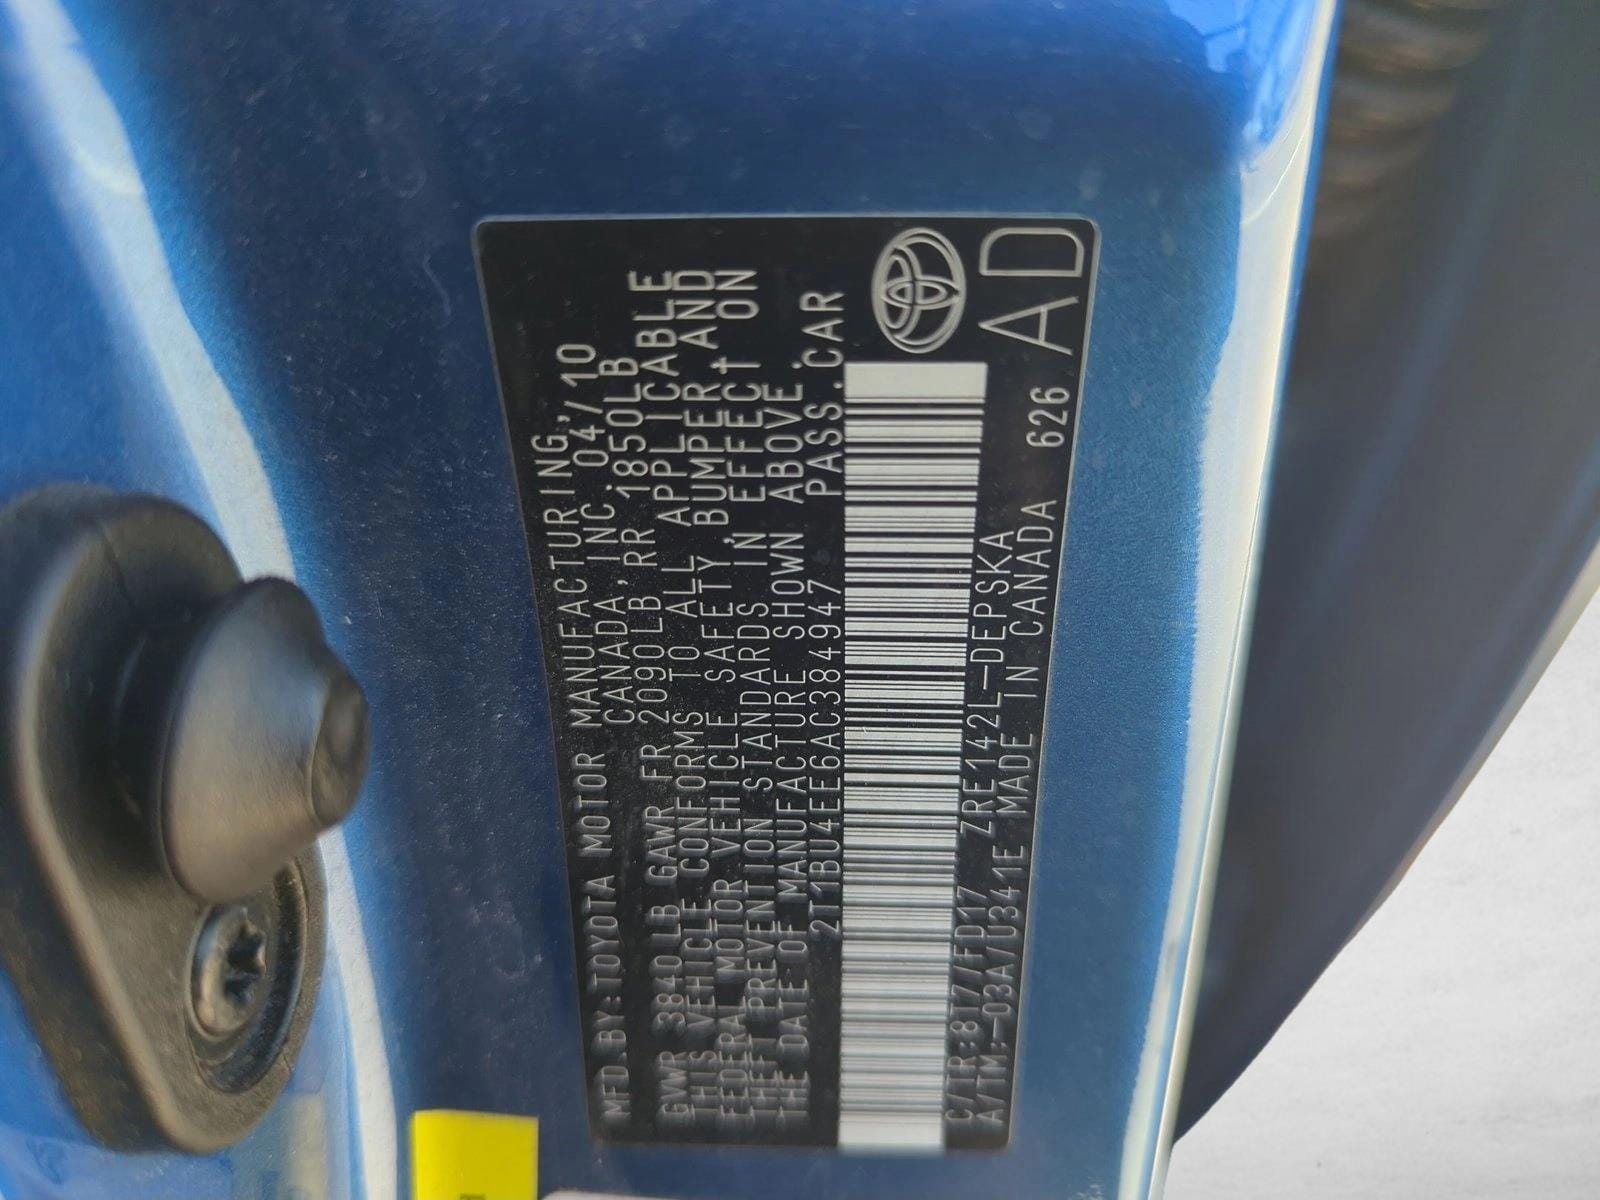 MFD.BY:TOYOTA MOTOR MANUFACTURING,
CANADA,INC. 04/10
GVWR 3840LB GAWR FR 2090LB,RR 1850LB
THIS VEHICLE CONFORMS TO ALL APPLICABLE
FEDERAL MOTOR VEHICLE SAFETY,BUMPER,AND
THEFT PREVENTION STANDARDS IN EFFECT ON
THE DATE OF MANUFACTURE SHOWN ABOVE.
2T1BU4EE6AC384947 PASS.CAR
C/TR:8T7/FD17 ZRE142L-DEPSKA
A/TM:-03A/U341E MADE IN CANADA 626
AD